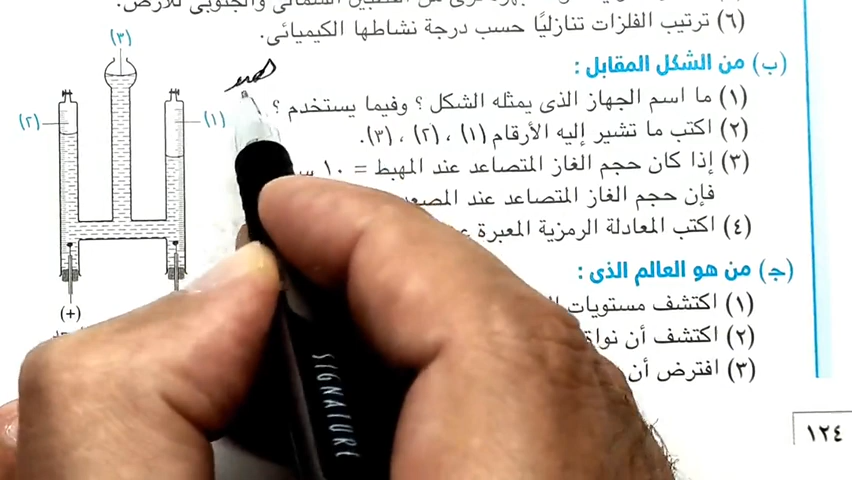 (٦) ترتيب الفلزات تنازليًا حسب درجة نشاطها الكيميائى.
(ب) من الشكل المقابل :
(١) ما اسم الجهاز الذى يمثله الشكل ؟ وفيما يستخدم ؟
(٢) اكتب ما تشير إليه الأرقام (١) ، (٢) ، (٣).
(٣) إذا كان حجم الغاز المتصاعد عند المهبط = ١٠
فإن حجم الغاز المتصاعد عند
(٤) اكتب المعادلة الرمزية المعبرة
(ج) من هو العالم الذى :
(١) اكتشف مستويات
(٢) اكتشف أن نواة
(٣) افترض أن
(٣)
(٢)
(١)
(+)
SIGNATURE
١٢٤